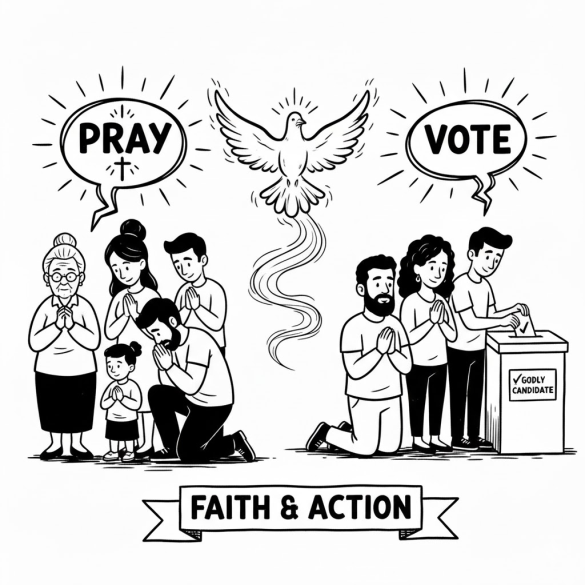 PRAY
VOTE
✓GODLY
CANDIDATE
FAITH & ACTION